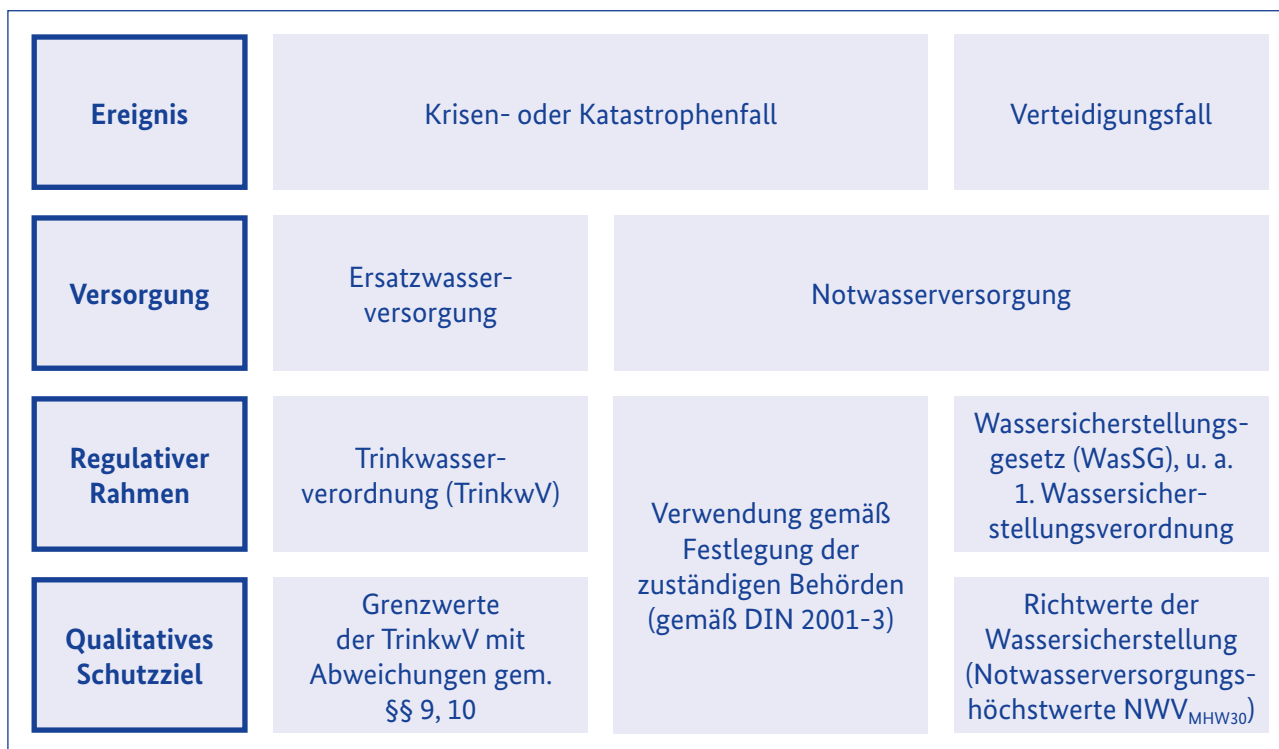 Ereignis
Krisen- oder Katastrophenfall
Verteidigungsfall
Versorgung
Ersatzwasser-
versorgung
Notwasserversorgung
Regulativer
Rahmen
Trinkwasser-
verordnung (TrinkwV)
Verwendung gemäß
Festlegung der
zuständigen Behörden
(gemäß DIN 2001-3)
Wassersicherstellungs-
gesetz (WasSG), u. a.
1. Wassersicher-
stellungsverordnung
Qualitatives
Schutzziel
Grenzwerte
der TrinkwV mit
Abweichungen gem.
§§ 9, 10
Richtwerte der
Wassersicherstellung
(Notwasserversorgungs-
höchstwerte NWV_MHW30)